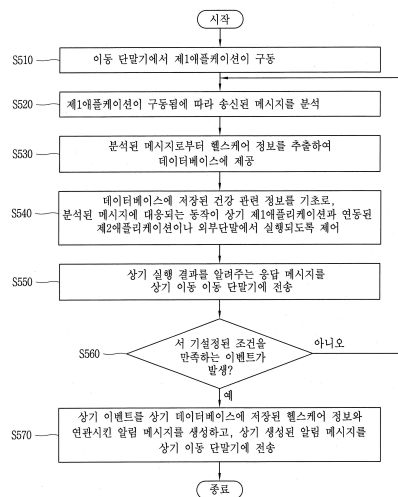 시작
S510
이동 단말기에서 제1애플케이션이 구동
S520
제1애플케이션이 구동됨에 따라 송신된 메시지를 분석
S530
분석된 메시지로부터 헬스케어 정보를 추출하여
데이터베이스에 제공
S540
데이터베이스에 저장된 건강 관련 정보를 기초로,
분석된 메시지에 대응되는 동작이 상기 제1애플리케이션과 연동된
제2애플리케이션이나 외부단말에서 실행되도록 제어
S550
상기 실행 결과를 알려주는 응답 메시지를
상기 이동 이동 단말기에 전송
S560
서 기설정된 조건을
만족하는 이벤트가
발생?
아니오
예
S570
상기 이벤트를 상기 데이터베이스에 저장된 헬스케어 정보와
연관시킨 알림 메시지를 생성하고, 상기 생성된 알림 메시지를
상기 이동 단말기에 전송
종료